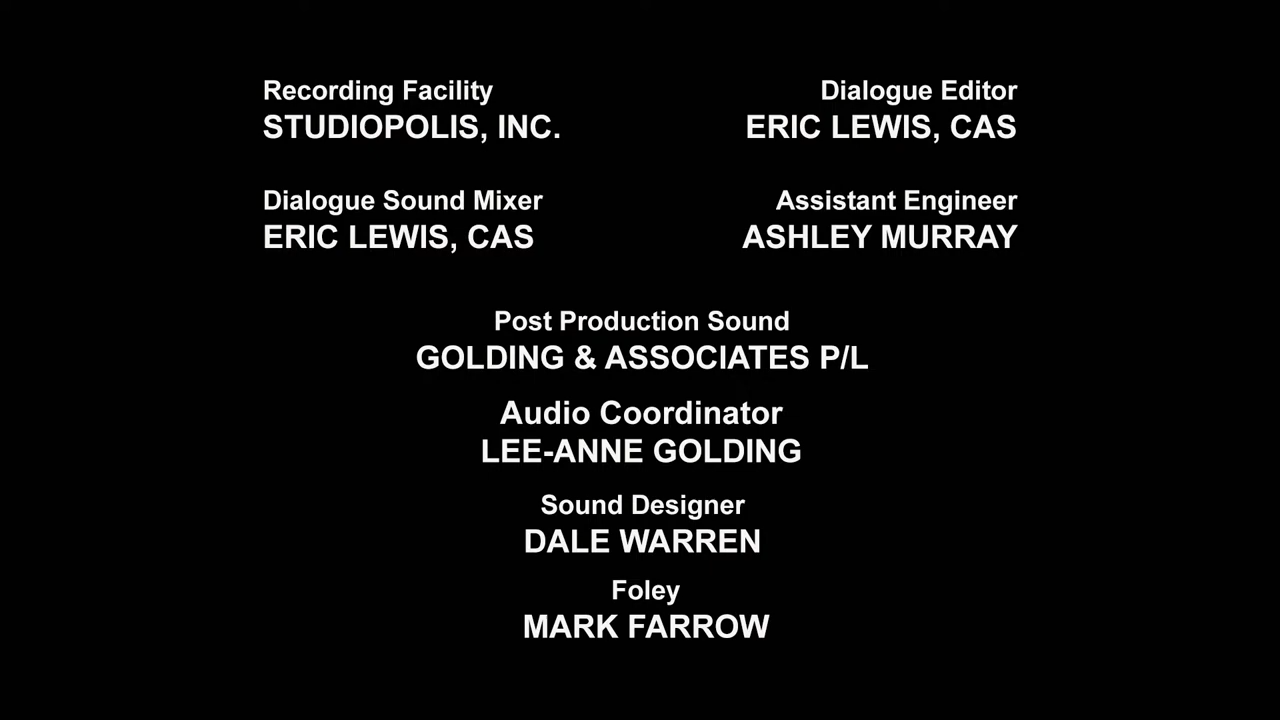 Recording Facility
STUDIOPOLIS, INC.
Dialogue Editor
ERIC LEWIS, CAS
Dialogue Sound Mixer
ERIC LEWIS, CAS
Assistant Engineer
ASHLEY MURRAY
Post Production Sound
GOLDING & ASSOCIATES P/L
Audio Coordinator
LEE-ANNE GOLDING
Sound Designer
DALE WARREN
Foley
MARK FARROW